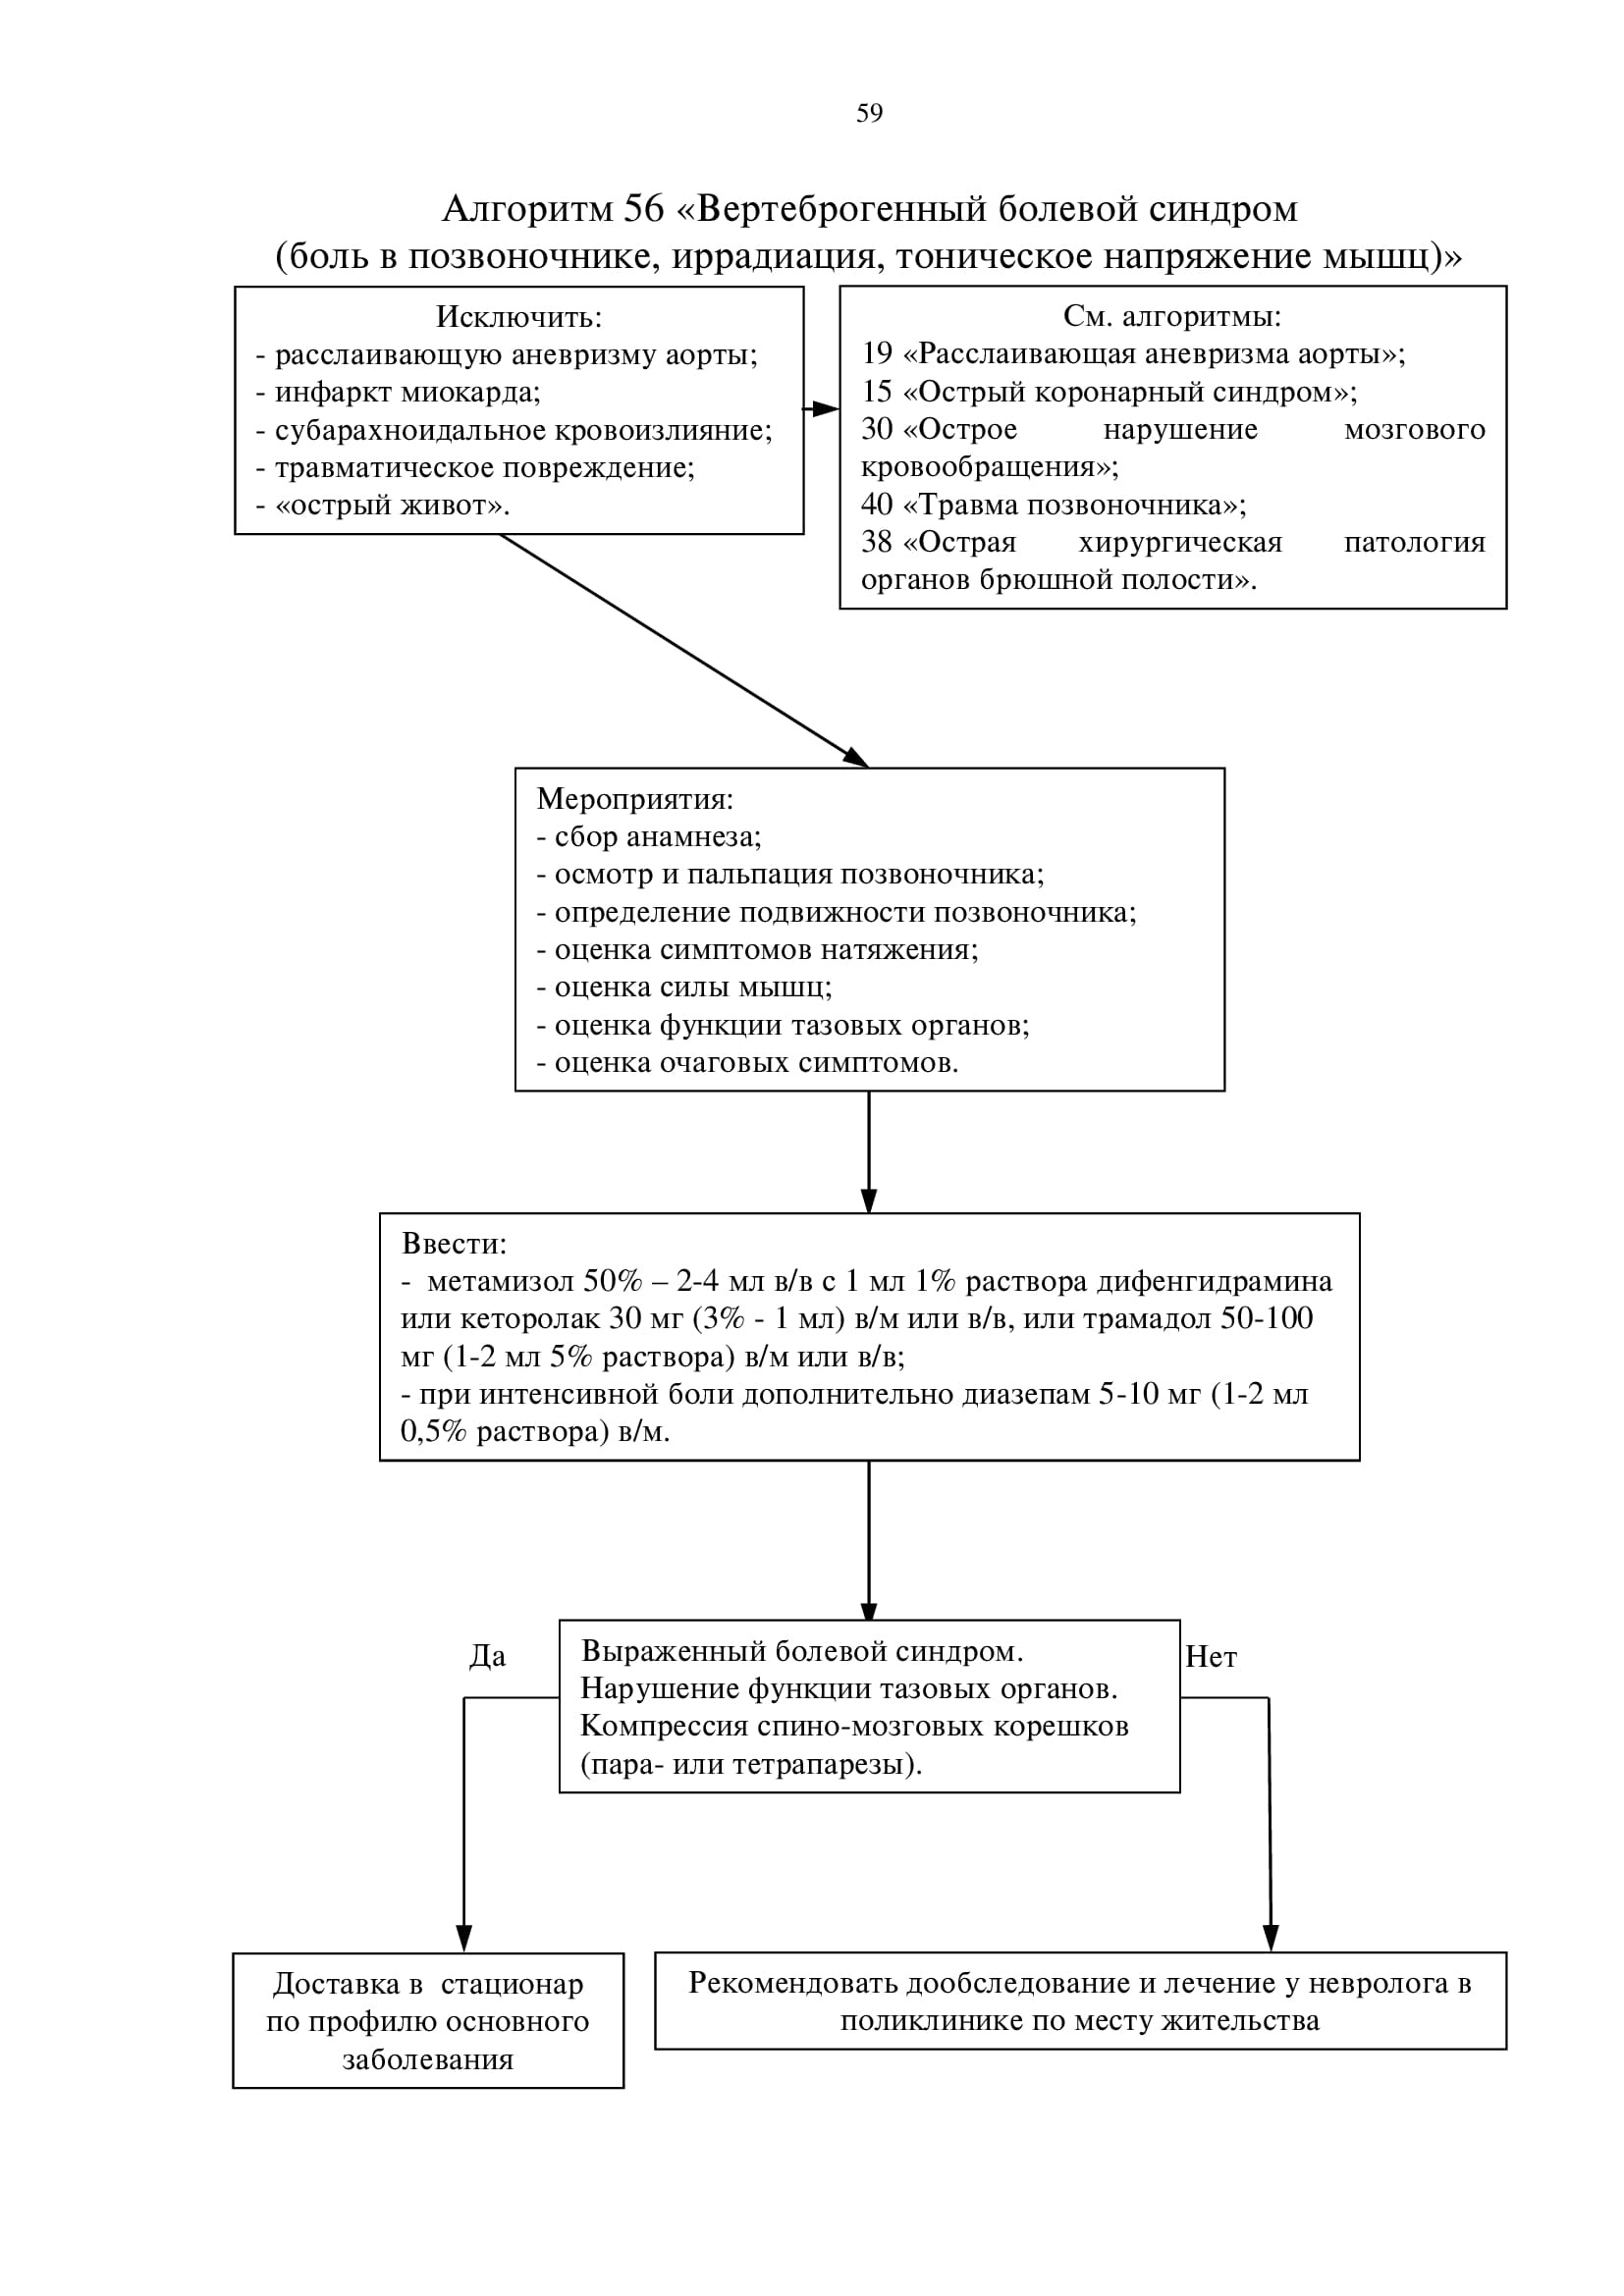 59
Алгоритм 56 «Вертеброгенный болевой синдром
(боль в позвоночнике, иррадиация, тоническое напряжение мышц)»
Исключить:
- расслаивающую аневризму аорты;
- инфаркт миокарда;
- субарахноидальное кровоизлияние;
- травматическое повреждение;
- «острый живот».
См. алгоритмы:
19 «Расслаивающая аневризма аорты»;
15 «Острый коронарный синдром»;
30 «Острое нарушение мозгового
кровообращения»;
40 «Травма позвоночника»;
38 «Острая хирургическая патология
органов брюшной полости».
Мероприятия:
- сбор анамнеза;
- осмотр и пальпация позвоночника;
- определение подвижности позвоночника;
- оценка симптомов натяжения;
- оценка силы мышц;
- оценка функции тазовых органов;
- оценка очаговых симптомов.
Ввести:
- метамизол 50% – 2-4 мл в/в с 1 мл 1% раствора дифенгидрамина
или кеторолак 30 мг (3% - 1 мл) в/м или в/в, или трамадол 50-100
мг (1-2 мл 5% раствора) в/м или в/в;
- при интенсивной боли дополнительно диазепам 5-10 мг (1-2 мл
0,5% раствора) в/м.
Да
Выраженный болевой синдром.
Нарушение функции тазовых органов.
Компрессия спино-мозговых корешков
(пара- или тетрапарезы).
Нет
Доставка в стационар
по профилю основного
заболевания
Рекомендовать дообследование и лечение у невролога в
поликлинике по месту жительства